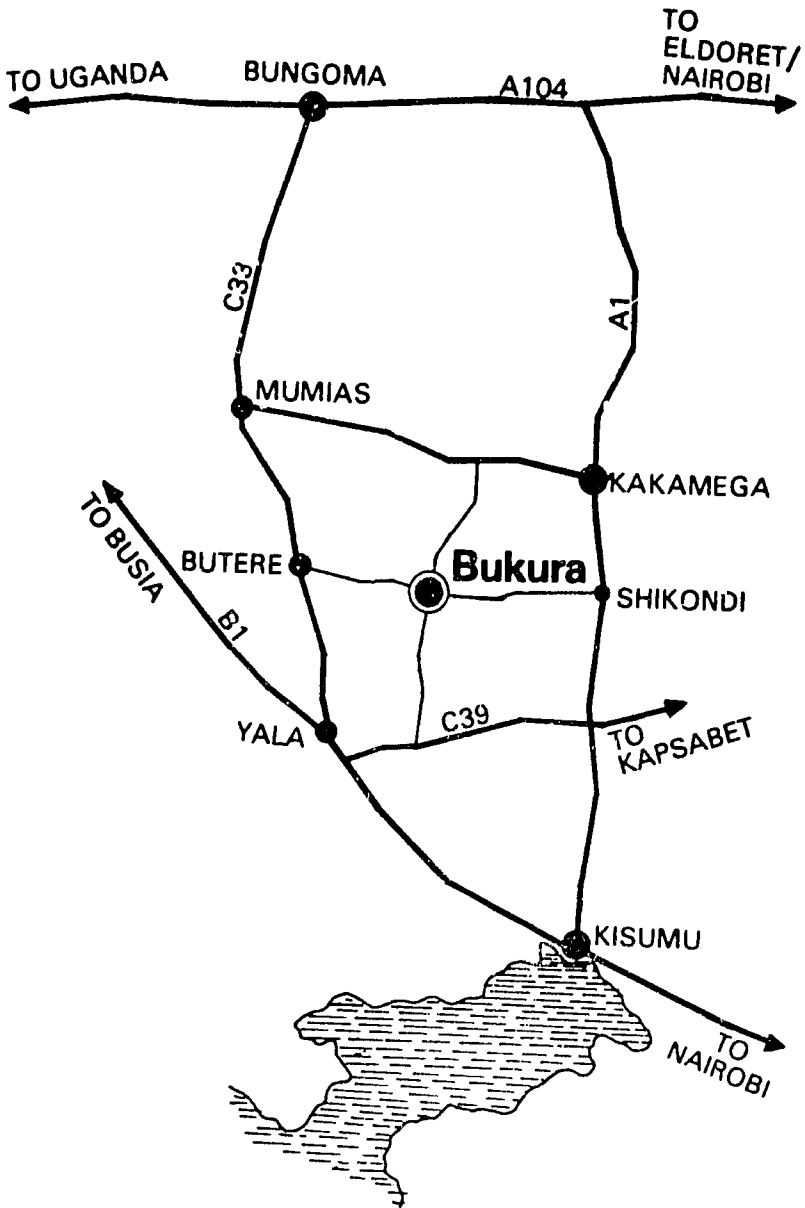 TO
ELDORET/
NAIROBI
TO UGANDA
BUNGOMA
A104
C33
A1
MUMIAS
KAKAMEGA
TO BUSIA
BUTERE
Bukura
SHIKONDI
B1
YALA
C39
TO
KAPSABET
KISUMU
TO
NAIROBI